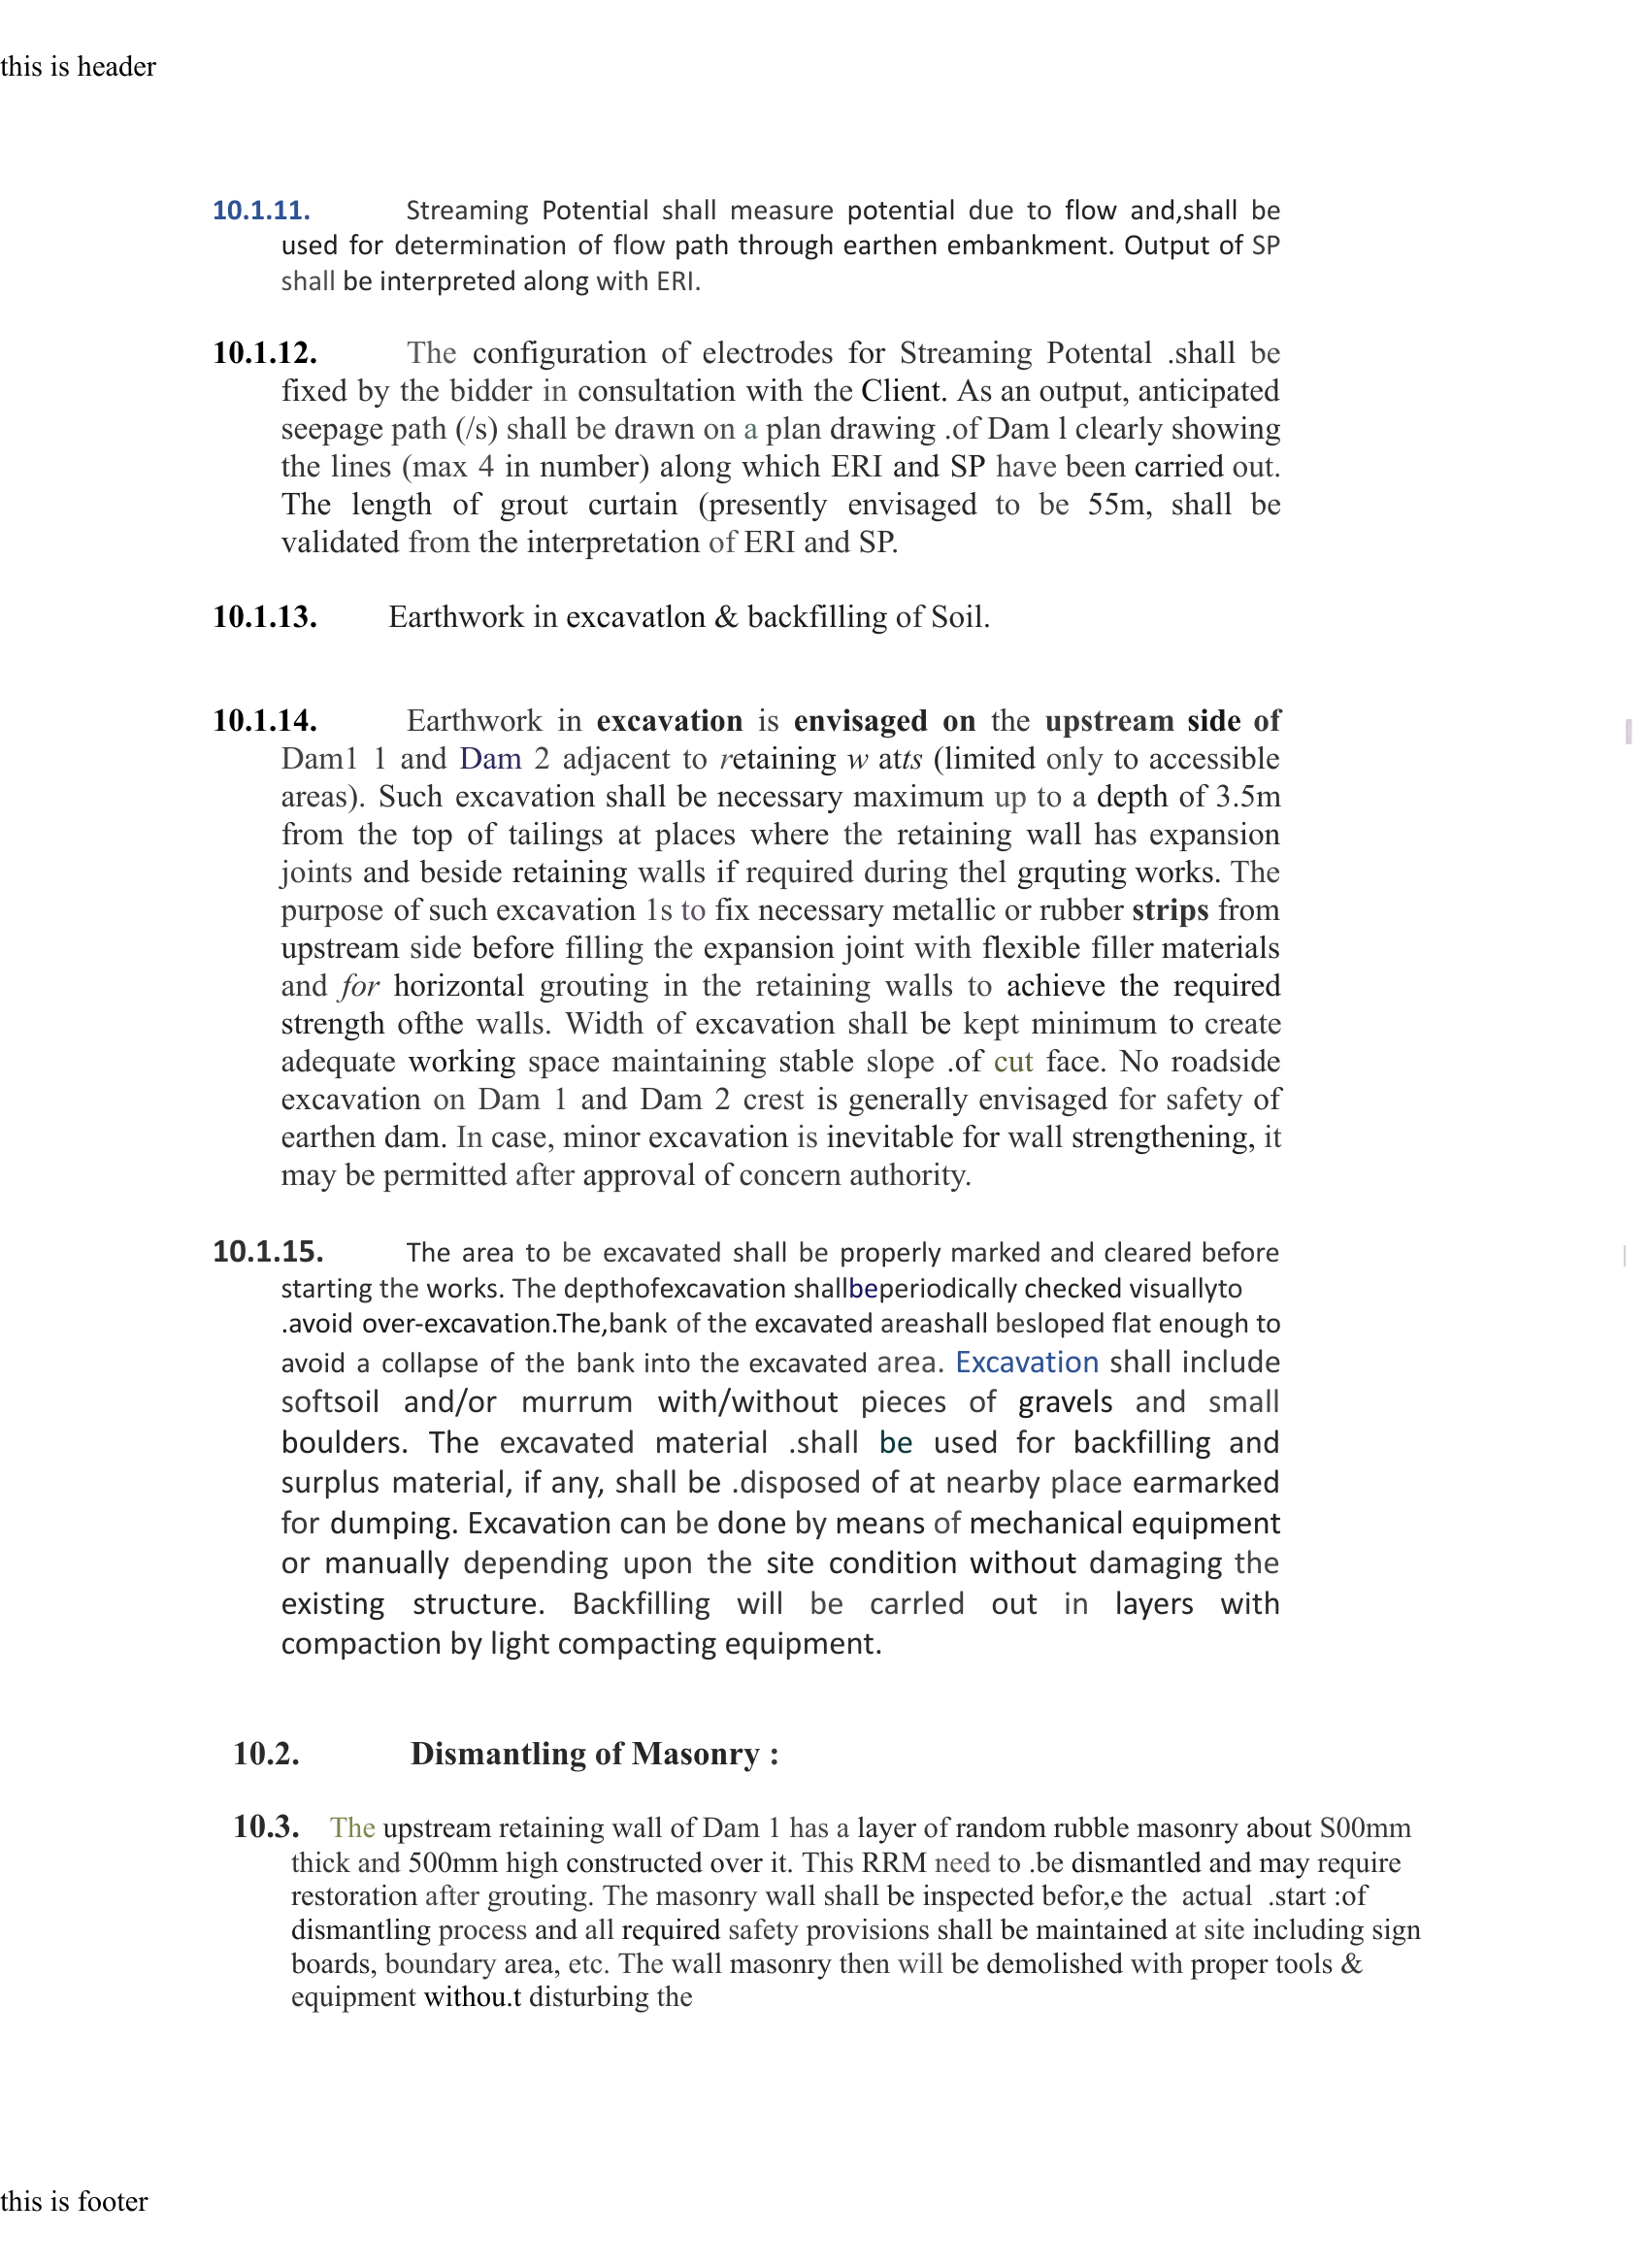 this is header
10.1.11. Streaming Potential shall measure potential due to flow and,shall be
used for determination of flow path through earthen embankment. Output of SP
shall be interpreted along with ERI.
10.1.12. The configuration of electrodes for Streaming Potental .shall be
fixed by the bidder in consultation with the Client. As an output, anticipated
seepage path (/s) shall be drawn on a plan drawing .of Dam l clearly showing
the lines (max 4 in number) along which ERI and SP have been carried out.
The length of grout curtain (presently envisaged to be 55m, shall be
validated from the interpretation of ERI and SP.
10.1.13. Earthwork in excavatlon & backfilling of Soil.
10.1.14. Earthwork in excavation is envisaged on the upstream side of
Dam1 1 and Dam 2 adjacent to retaining w atts (limited only to accessible
areas). Such excavation shall be necessary maximum up to a depth of 3.5m
from the top of tailings at places where the retaining wall has expansion
joints and beside retaining walls if required during thel grquting works. The
purpose of such excavation 1s to fix necessary metallic or rubber strips from
upstream side before filling the expansion joint with flexible filler materials
and for horizontal grouting in the retaining walls to achieve the required
strength ofthe walls. Width of excavation shall be kept minimum to create
adequate working space maintaining stable slope .of cut face. No roadside
excavation on Dam 1 and Dam 2 crest is generally envisaged for safety of
earthen dam. In case, minor excavation is inevitable for wall strengthening, it
may be permitted after approval of concern authority.
10.1.15. The area to be excavated shall be properly marked and cleared before
starting the works. The depthofexcavation shallbeperiodically checked visuallyto
.avoid over-excavation.The,bank of the excavated areashall besloped flat enough to
avoid a collapse of the bank into the excavated area. Excavation shall include
softsoil and/or murrum with/without pieces of gravels and small
boulders. The excavated material .shall be used for backfilling and
surplus material, if any, shall be .disposed of at nearby place earmarked
for dumping. Excavation can be done by means of mechanical equipment
or manually depending upon the site condition without damaging the
existing structure. Backfilling will be carrled out in layers with
compaction by light compacting equipment.
10.2. Dismantling of Masonry :
10.3. The upstream retaining wall of Dam 1 has a layer of random rubble masonry about S00mm
thick and 500mm high constructed over it. This RRM need to .be dismantled and may require
restoration after grouting. The masonry wall shall be inspected befor,e the actual .start :of
dismantling process and all required safety provisions shall be maintained at site including sign
boards, boundary area, etc. The wall masonry then will be demolished with proper tools &
equipment withou.t disturbing the
this is footer